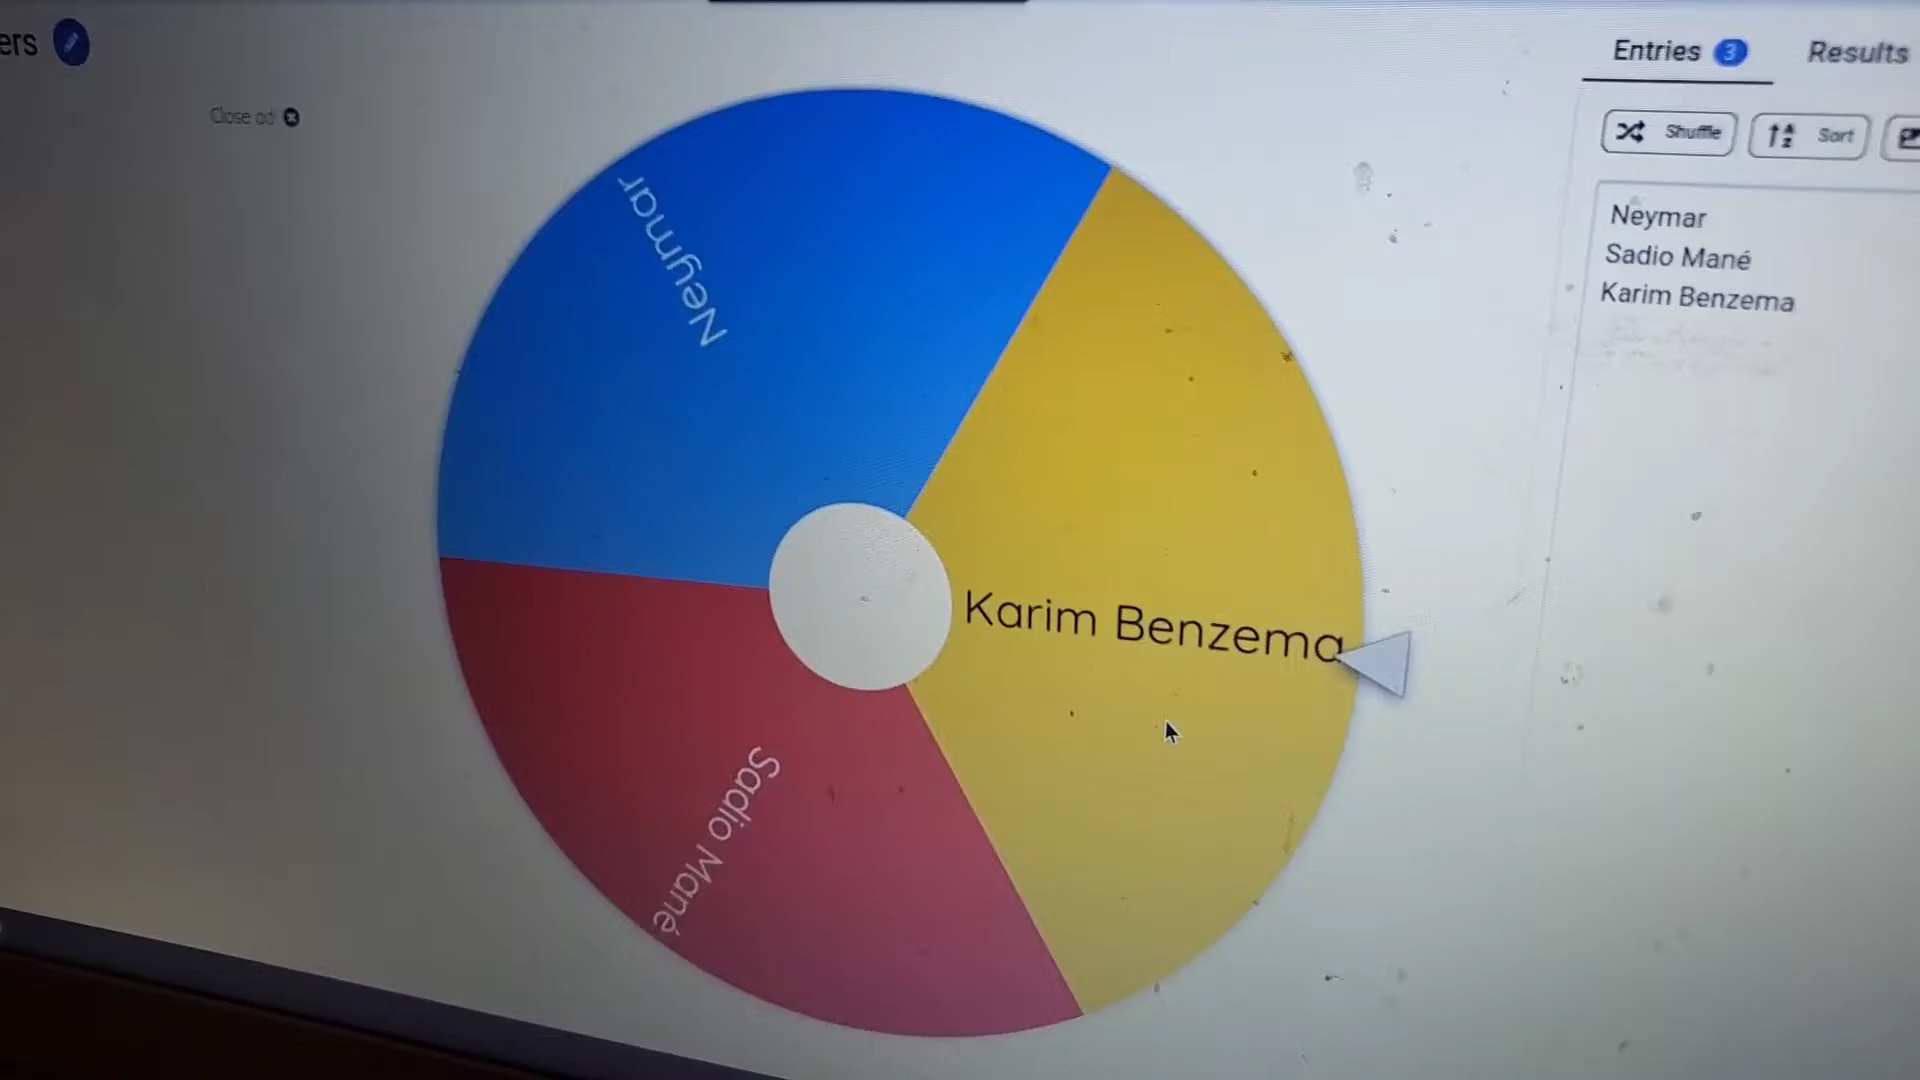 ers
Close ad
Entries 3
Results
Shuffle
Sort
Neymar
Sadio Mané
Karim Benzema
Neymar
Karim Benzema
Sadio Mané